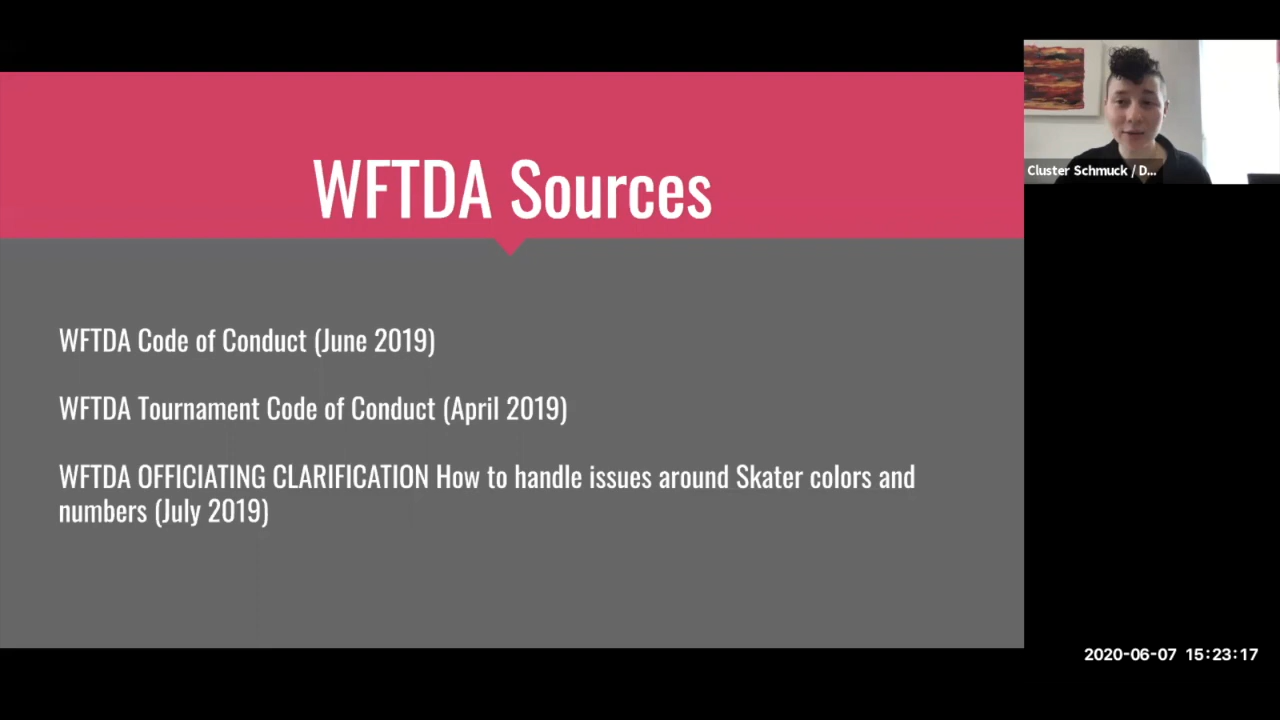 WFTDA Sources
Cluster Schmuck / D...
WFTDA Code of Conduct (June 2019)
WFTDA Tournament Code of Conduct (April 2019)
WFTDA OFFICIATING CLARIFICATION How to handle issues around Skater colors and
numbers (July 2019)
2020-06-07 15:23:17